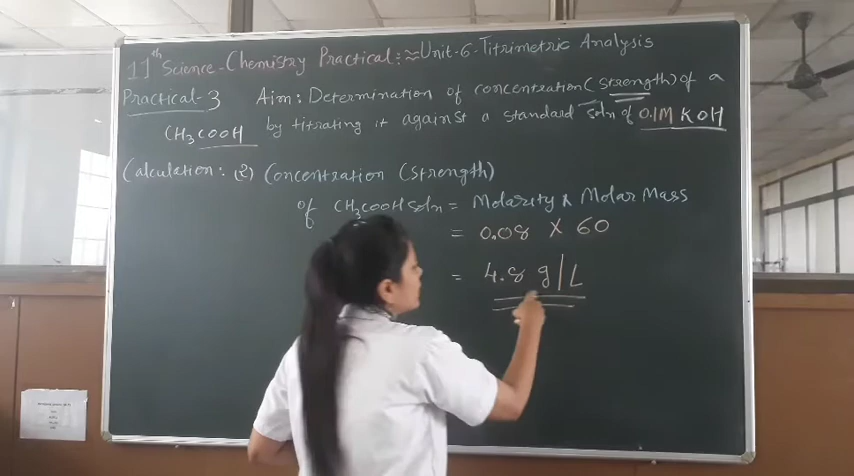 11th Science - Chemistry Practical :- Unit-6 - Titrimetric Analysis
Practical-3 Aim : Determination of concentration (strength) of a
CH3COOH by titrating it against a standard soln of 0.1M KOH
Calculation : (2) Concentration (strength)
of CH3COOH soln = Molarity x Molar Mass
= 0.08 x 60
= 4.8 g/L